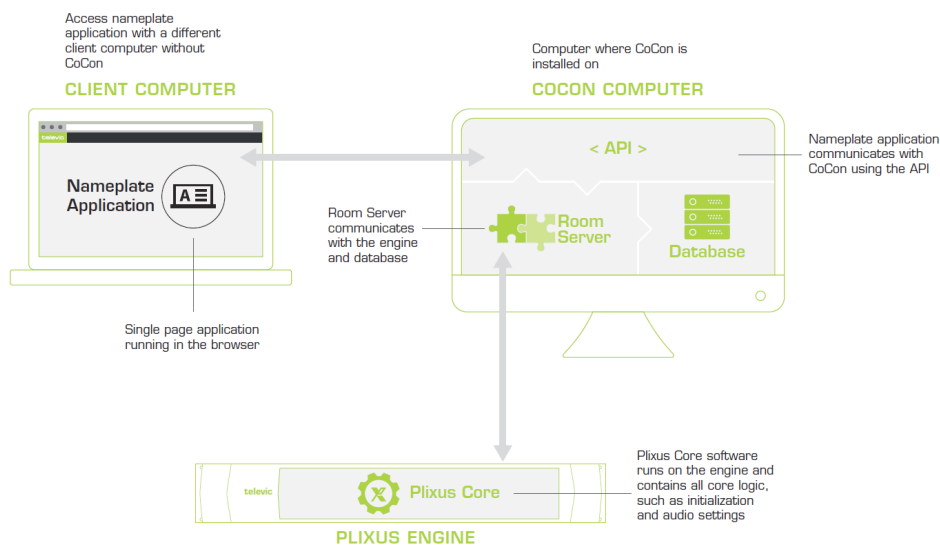 Access nameplate
application with a different
client computer without
CoCon
CLIENT COMPUTER
Computer where CoCon is
installed on
COCON COMPUTER
televic
Nameplate
Application
A
< API >
Nameplate application
communicates with
CoCon using the API
Room Server
communicates
with the engine
and database
Room
Server
Database
Single page application
running in the browser
televic
X
Plixus Core
Plixus Core software
runs on the engine and
contains all core logic,
such as initialization
and audio settings
PLIXUS ENGINE